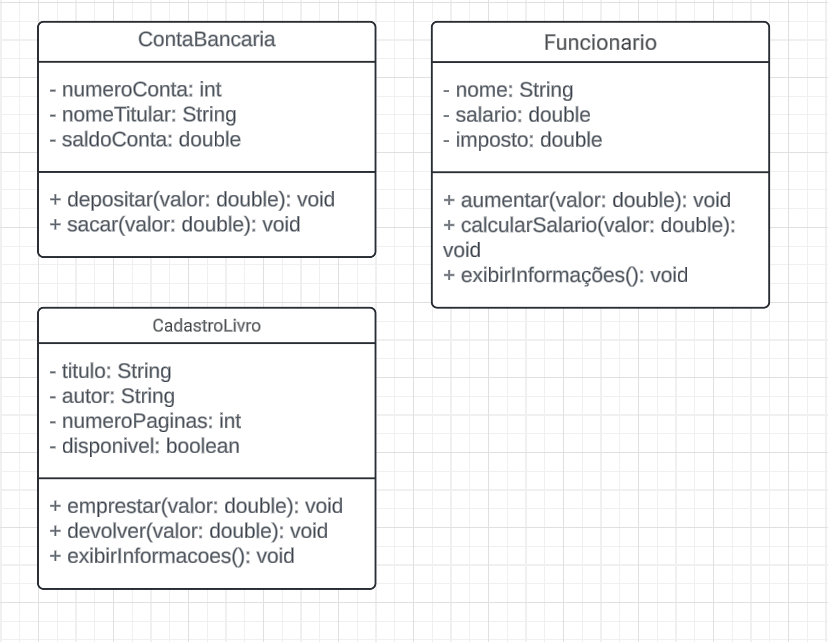 ContaBancaria
- numeroConta: int
- nomeTitular: String
- saldoConta: double
+ depositar(valor: double): void
+ sacar(valor: double): void
Funcionario
- nome: String
- salario: double
- imposto: double
+ aumentar(valor: double): void
+ calcularSalario(valor: double):
void
+ exibirInformações(): void
CadastroLivro
- titulo: String
- autor: String
- numeroPaginas: int
- disponivel: boolean
+ emprestar(valor: double): void
+ devolver(valor: double): void
+ exibirInformacoes(): void